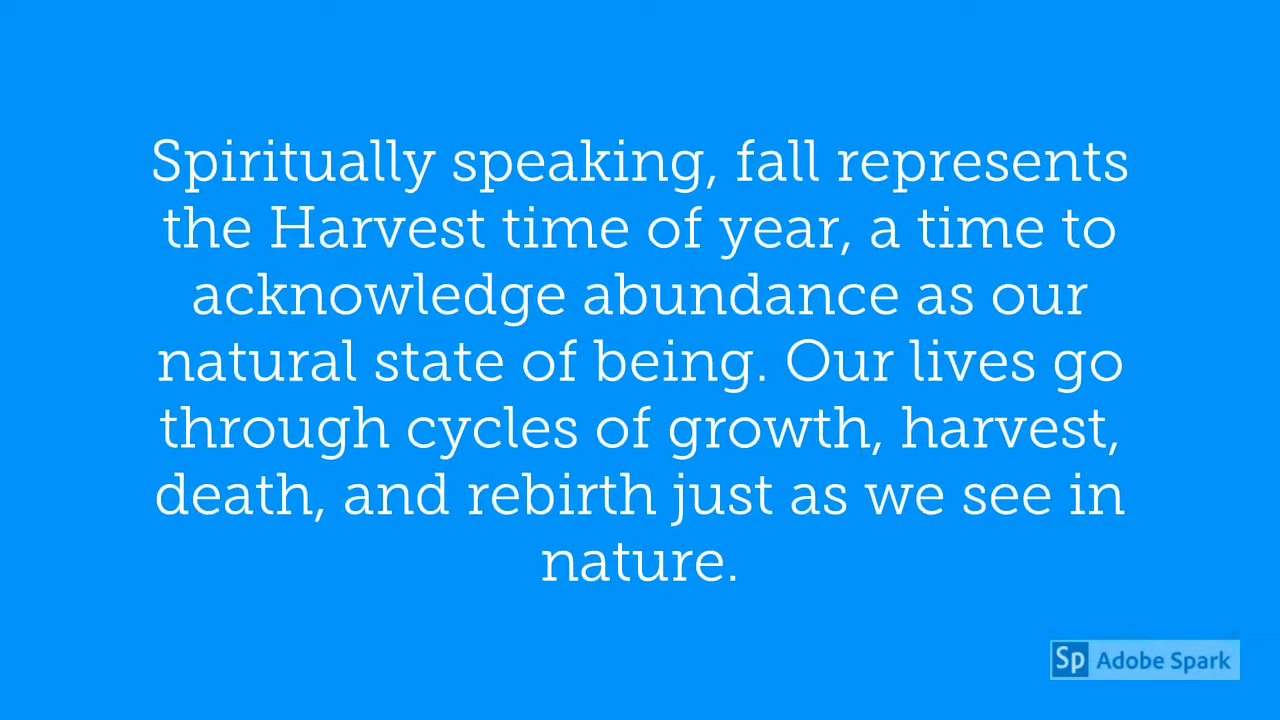 Spiritually speaking, fall represents
the Harvest time of year, a time to
acknowledge abundance as our
natural state of being. Our lives go
through cycles of growth, harvest,
death, and rebirth just as we see in
nature.
Sp Adobe Spark